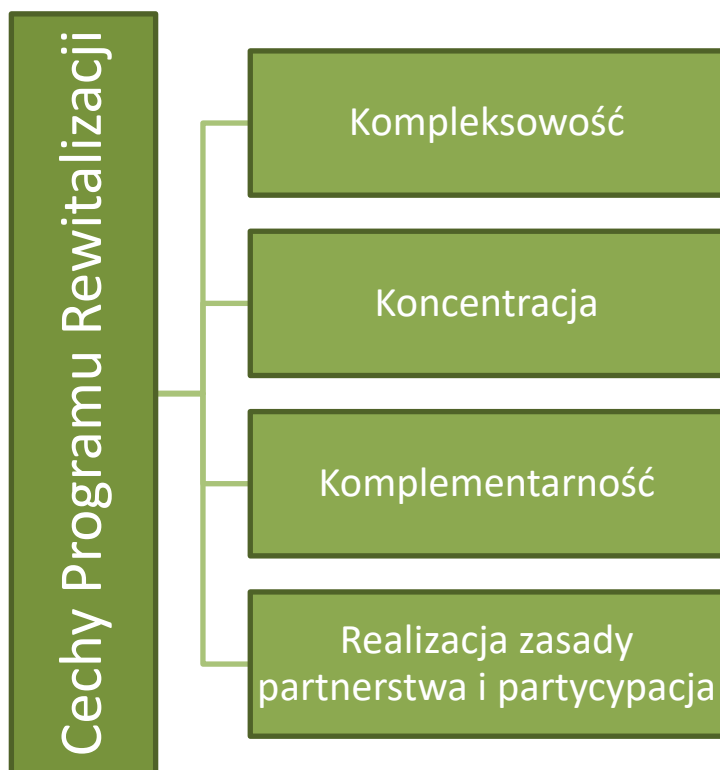 Cechy Programu Rewitalizacji
Kompleksowość
Koncentracja
Komplementarność
Realizacja zasady
partnerstwa i partycypacja